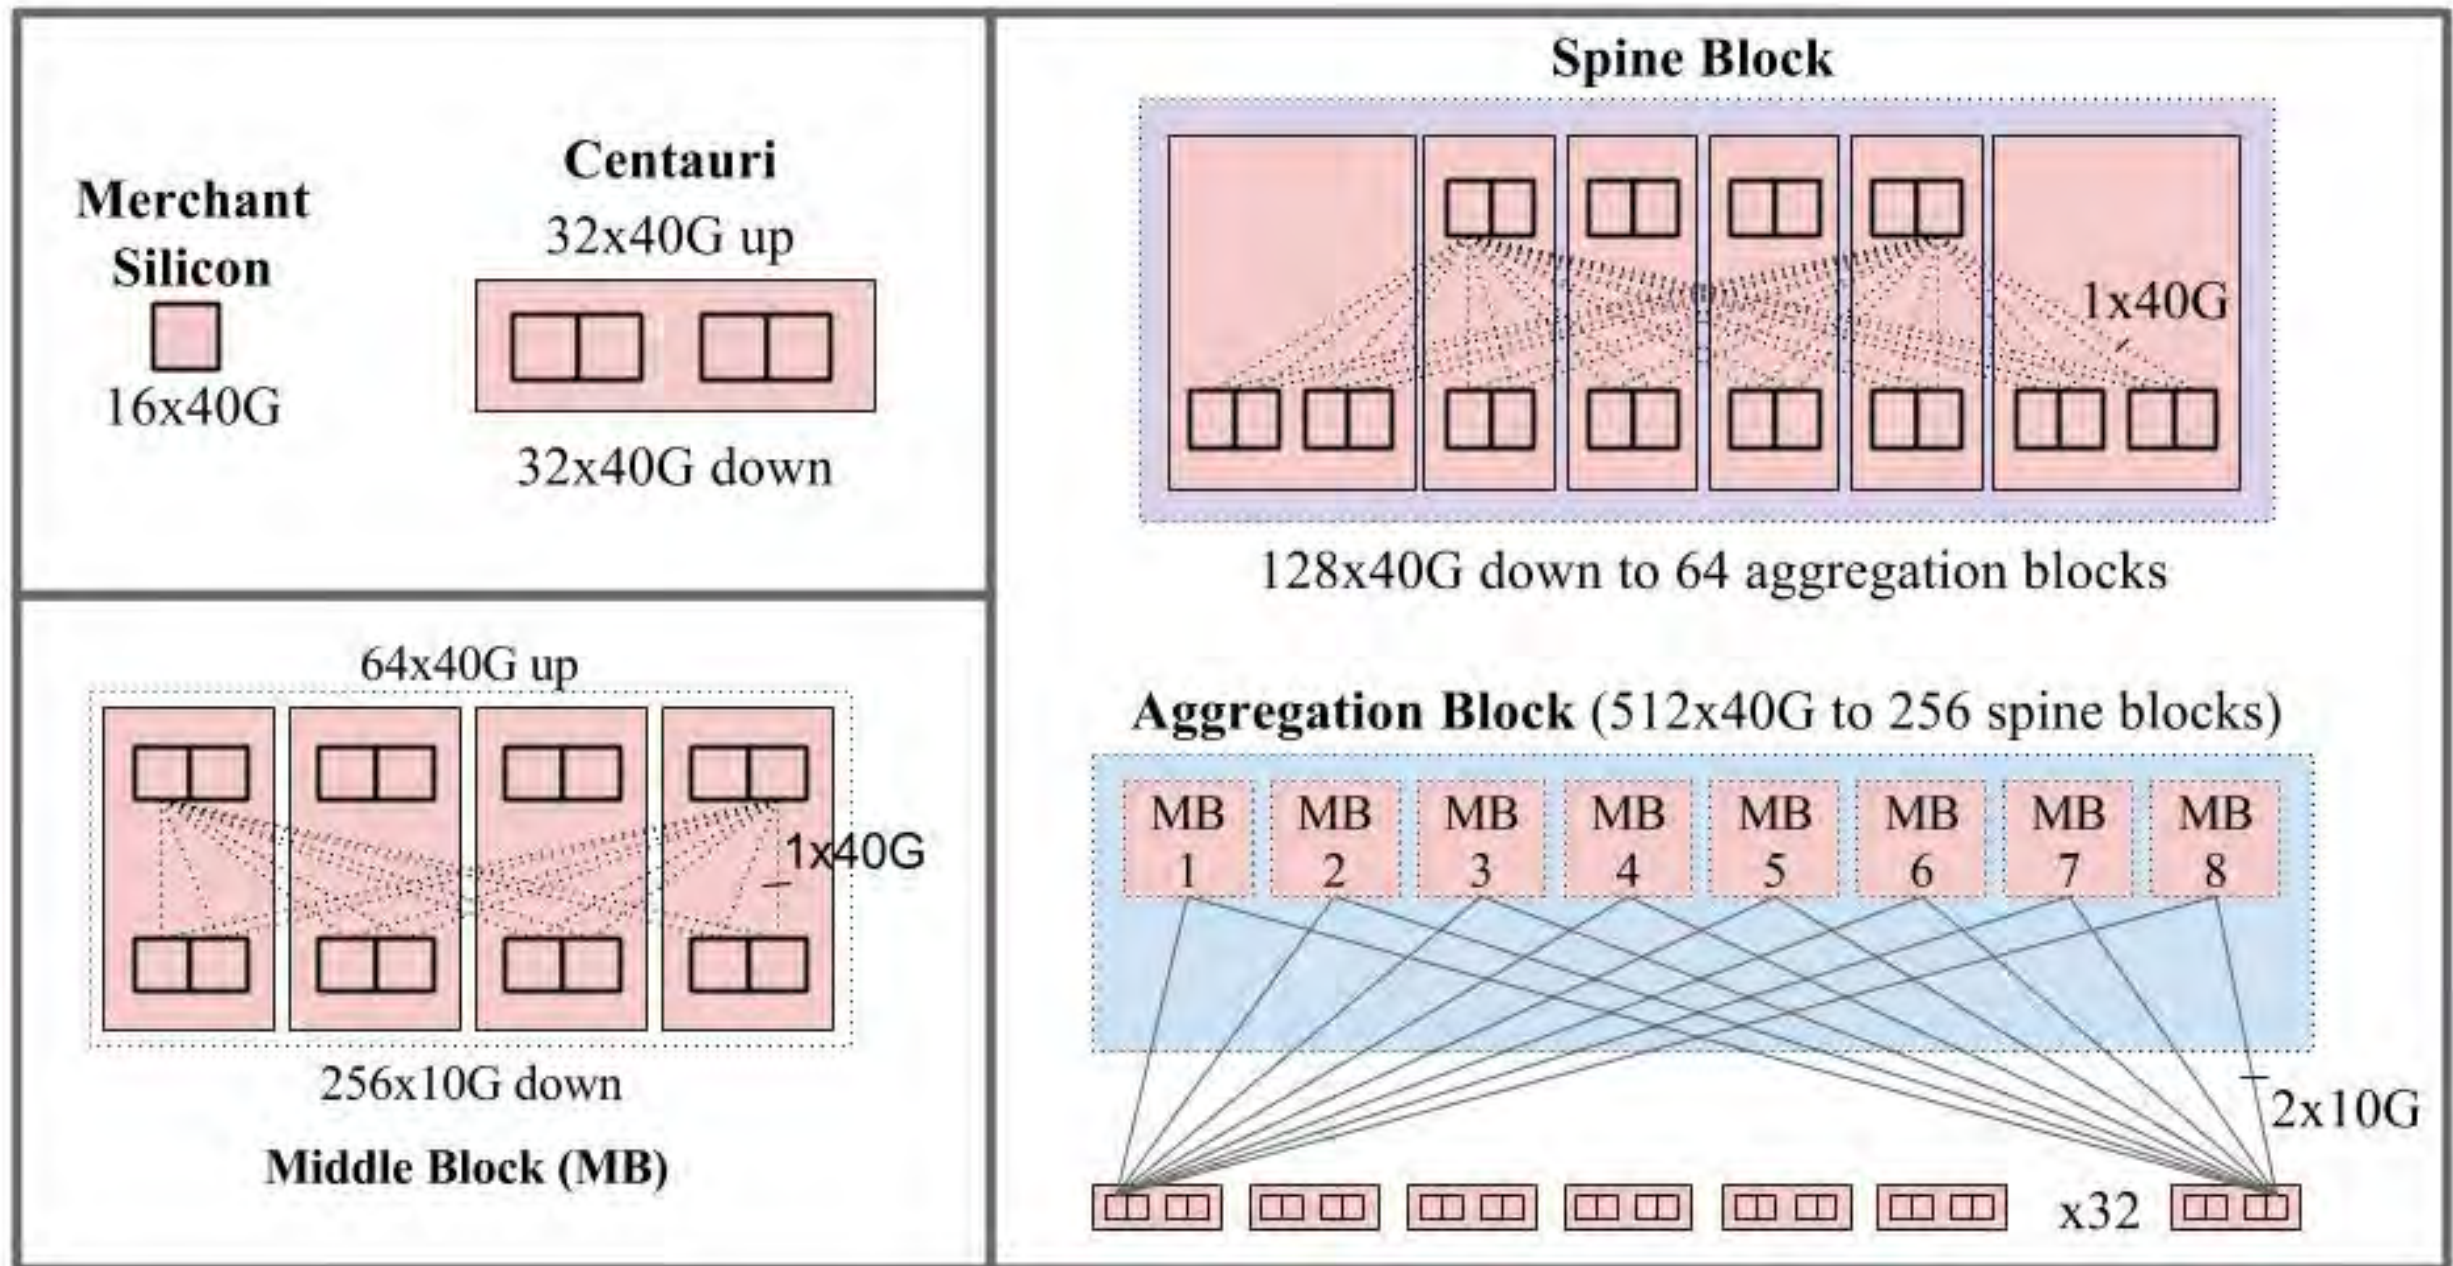 Merchant
Silicon
16x40G
Centauri
32x40G up
32x40G down
64x40G up
1x40G
256x10G down
Middle Block (MB)
Spine Block
1x40G
128x40G down to 64 aggregation blocks
Aggregation Block (512x40G to 256 spine blocks)
MB MB MB MB MB MB MB MB
1 2 3 4 5 6 7 8
2x10G
x32